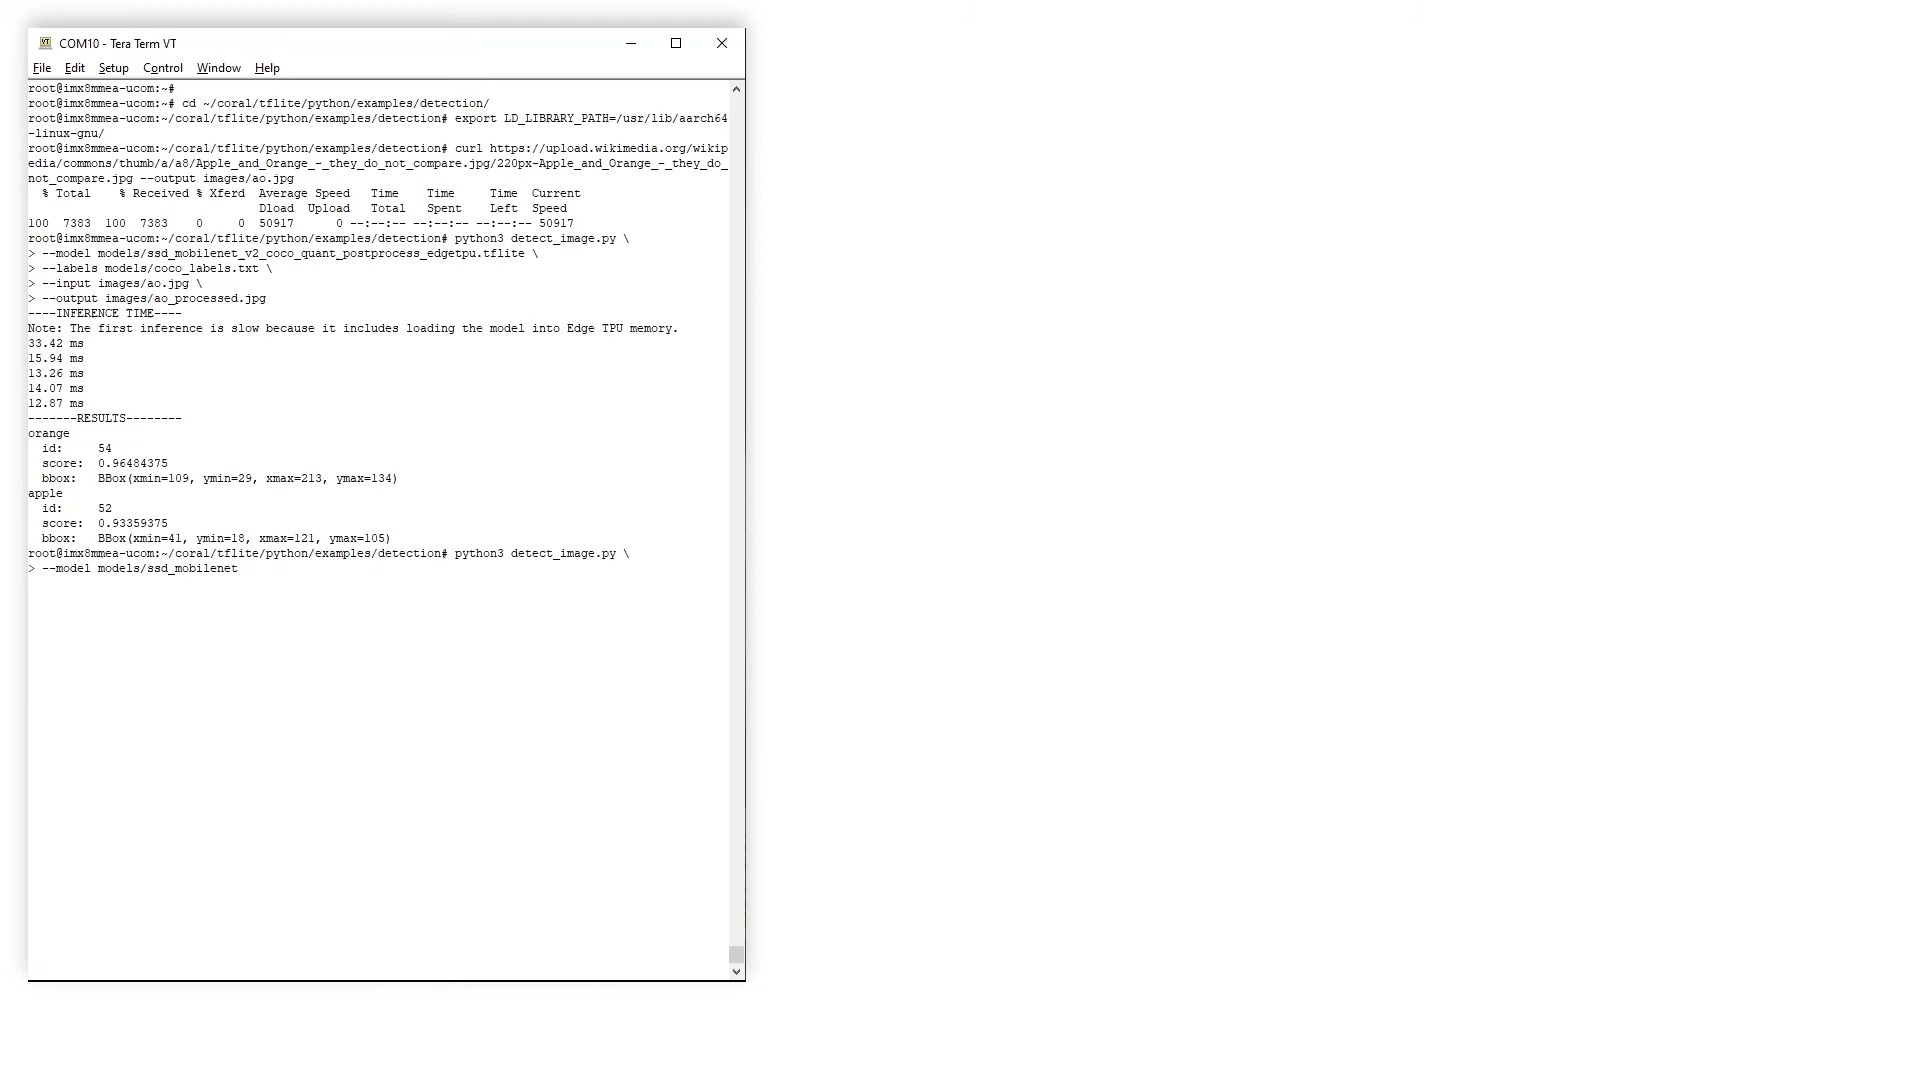 COM10 - Tera Term VT
File Edit Setup Control Window Help
root@imx8mmea-ucom:~#
root@imx8mmea-ucom:~# cd ~/coral/tflite/python/examples/detection/
root@imx8mmea-ucom:~/coral/tflite/python/examples/detection# export LD_LIBRARY_PATH=/usr/lib/aarch64
-linux-gnu/
root@imx8mmea-ucom:~/coral/tflite/python/examples/detection# curl https://upload.wikimedia.org/wikip
edia/commons/thumb/a/a8/Apple_and_Orange_-_they_do_not_compare.jpg/220px-Apple_and_Orange_-_they_do_
not_compare.jpg --output images/ao.jpg
  % Total    % Received % Xferd  Average Speed   Time    Time     Time  Current
                                 Dload  Upload   Total   Spent    Left  Speed
100  7383  100  7383    0     0  50917      0 --:--:-- --:--:-- --:--:-- 50917
root@imx8mmea-ucom:~/coral/tflite/python/examples/detection# python3 detect_image.py \
> --model models/ssd_mobilenet_v2_coco_quant_postprocess_edgetpu.tflite \
> --labels models/coco_labels.txt \
> --input images/ao.jpg \
> --output images/ao_processed.jpg
----INFERENCE TIME----
Note: The first inference is slow because it includes loading the model into Edge TPU memory.
33.42 ms
15.94 ms
13.26 ms
14.07 ms
12.87 ms
-------RESULTS--------
orange
  id:     54
  score:  0.96484375
  bbox:   BBox(xmin=109, ymin=29, xmax=213, ymax=134)
apple
  id:     52
  score:  0.93359375
  bbox:   BBox(xmin=41, ymin=18, xmax=121, ymax=105)
root@imx8mmea-ucom:~/coral/tflite/python/examples/detection# python3 detect_image.py \
> --model models/ssd_mobilenet